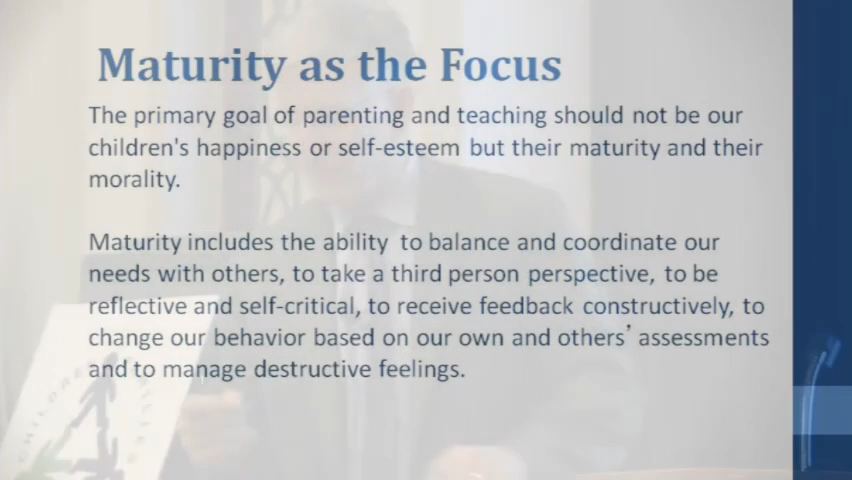 Maturity as the Focus
The primary goal of parenting and teaching should not be our
children's happiness or self-esteem but their maturity and their
morality.
Maturity includes the ability to balance and coordinate our
needs with others, to take a third person perspective, to be
reflective and self-critical, to receive feedback constructively, to
change our behavior based on our own and others’ assessments
and to manage destructive feelings.